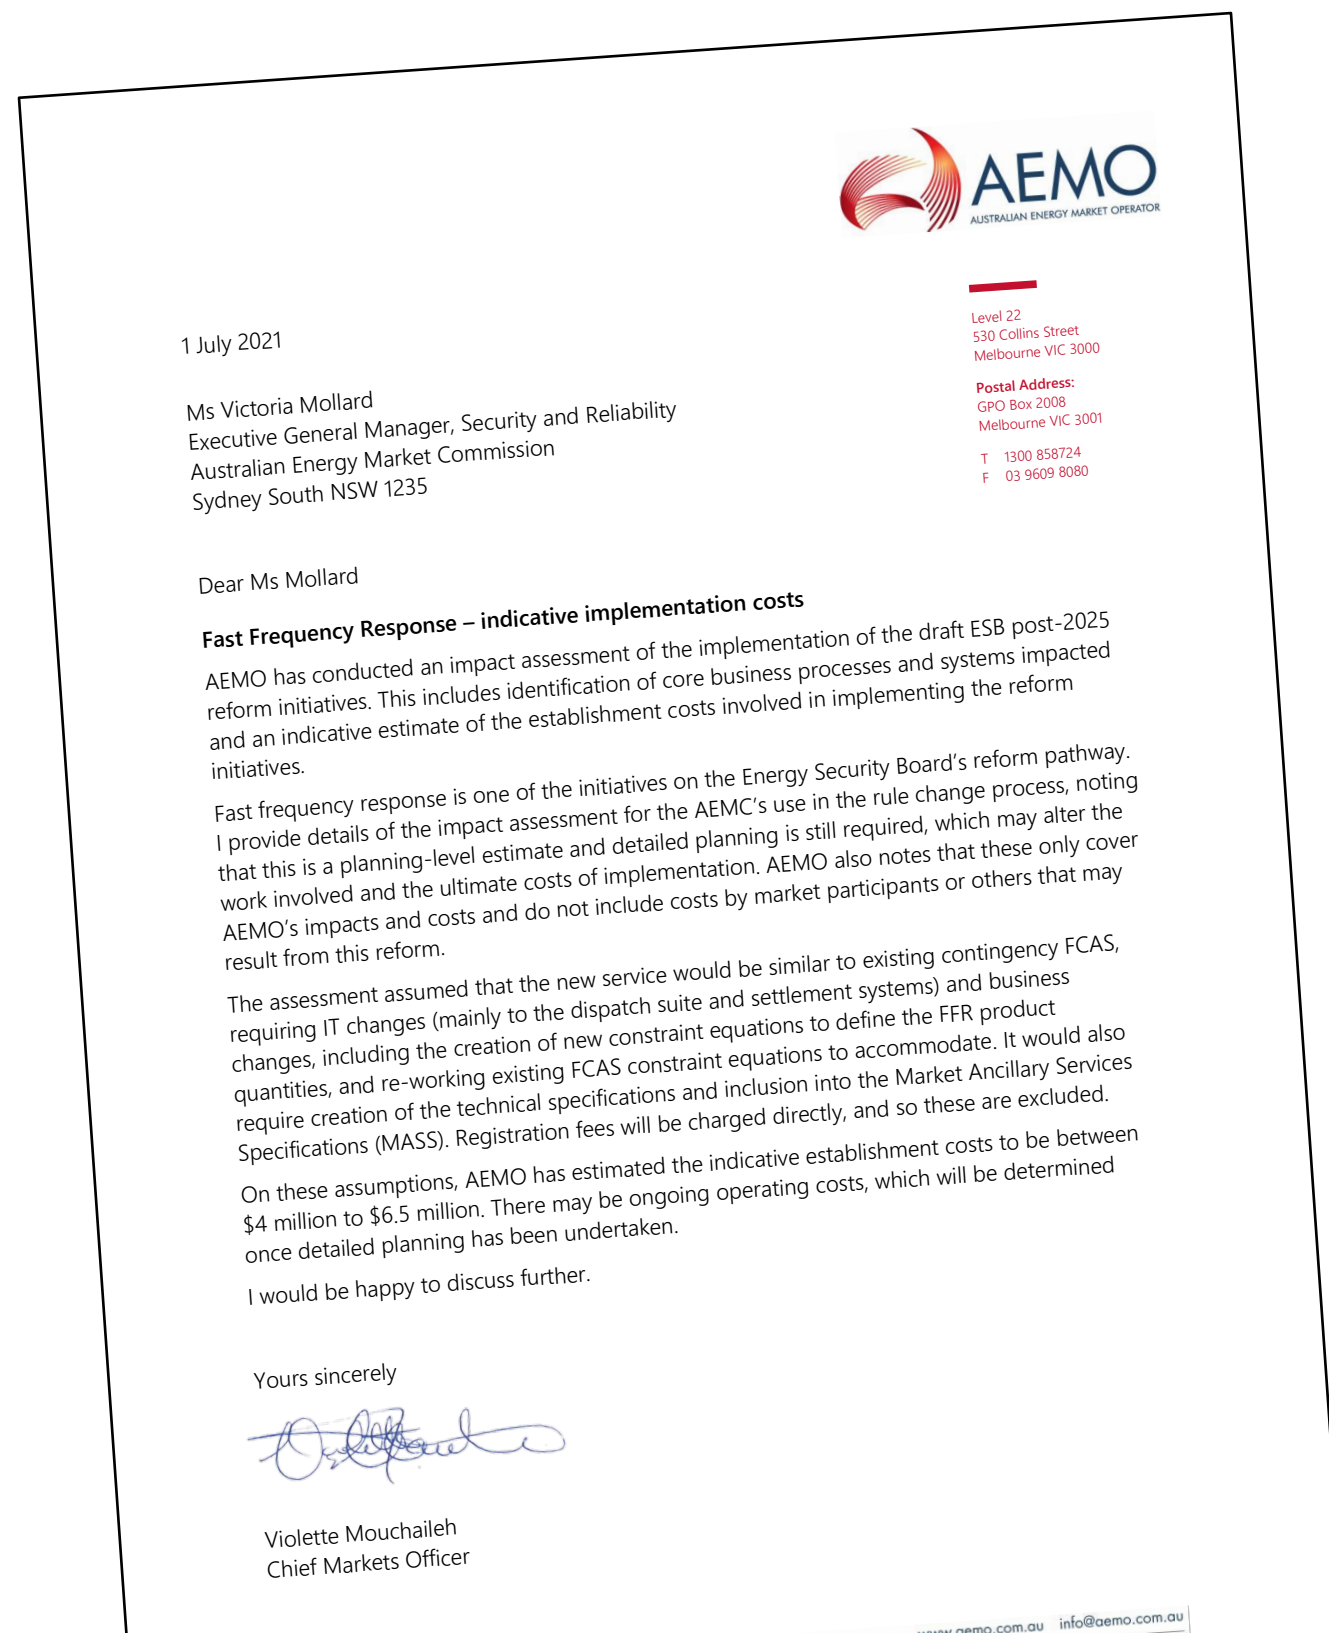 AEMO
AUSTRALIAN ENERGY MARKET OPERATOR
Level 22
530 Collins Street
Melbourne VIC 3000
Postal Address:
GPO Box 2008
Melbourne VIC 3001
T 1300 858724
F 03 9609 8080
1 July 2021
Ms Victoria Mollard
Executive General Manager, Security and Reliability
Australian Energy Market Commission
Sydney South NSW 1235
Dear Ms Mollard
Fast Frequency Response – indicative implementation costs
AEMO has conducted an impact assessment of the implementation of the draft ESB post-2025
reform initiatives. This includes identification of core business processes and systems impacted
and an indicative estimate of the establishment costs involved in implementing the reform
initiatives.
Fast frequency response is one of the initiatives on the Energy Security Board's reform pathway.
I provide details of the impact assessment for the AEMC's use in the rule change process, noting
that this is a planning-level estimate and detailed planning is still required, which may alter the
work involved and the ultimate costs of implementation. AEMO also notes that these only cover
AEMO's impacts and costs and do not include costs by market participants or others that may
result from this reform.
The assessment assumed that the new service would be similar to existing contingency FCAS,
requiring IT changes (mainly to the dispatch suite and settlement systems) and business
changes, including the creation of new constraint equations to define the FFR product
quantities, and re-working existing FCAS constraint equations to accommodate. It would also
require creation of the technical specifications and inclusion into the Market Ancillary Services
Specifications (MASS). Registration fees will be charged directly, and so these are excluded.
On these assumptions, AEMO has estimated the indicative establishment costs to be between
$4 million to $6.5 million. There may be ongoing operating costs, which will be determined
once detailed planning has been undertaken.
I would be happy to discuss further.
Yours sincerely
Violette Mouchaileh
Chief Markets Officer
aemo.com.au info@aemo.com.au